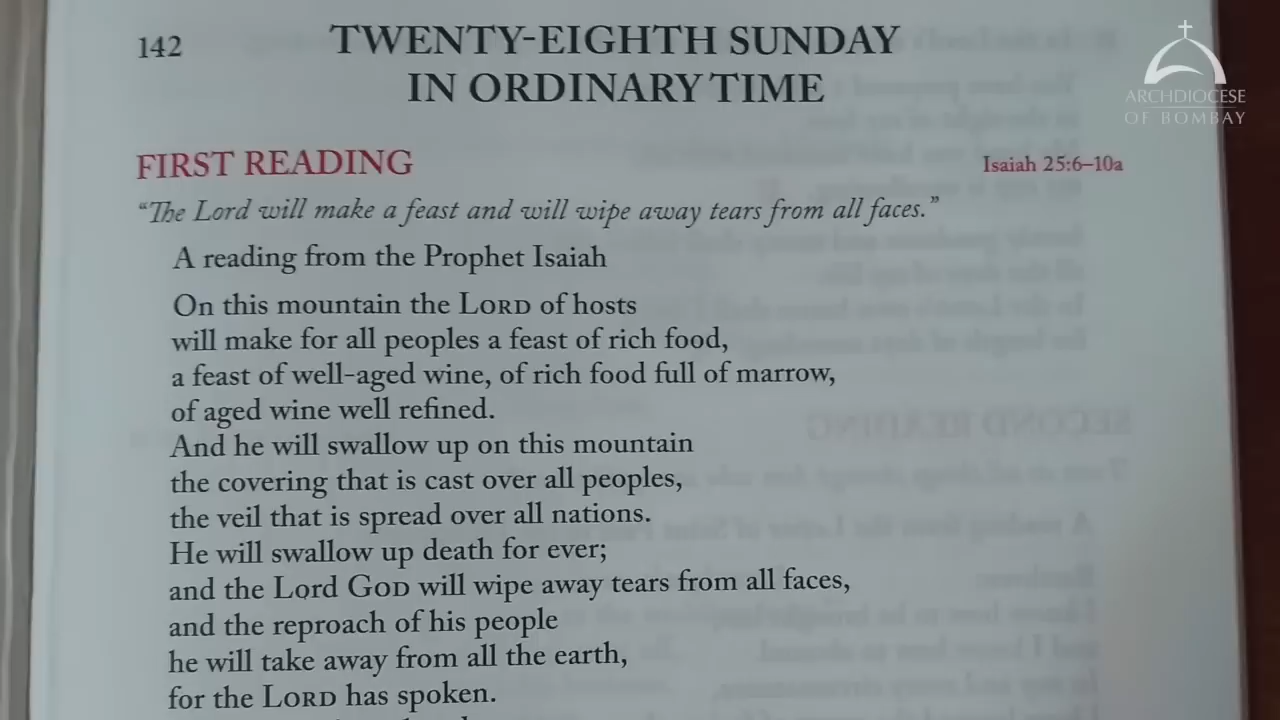 142
TWENTY-EIGHTH SUNDAY
IN ORDINARY TIME
ARCHDIOCESE
OF BOMBAY
FIRST READING
Isaiah 25:6–10a
“The Lord will make a feast and will wipe away tears from all faces.”
A reading from the Prophet Isaiah
On this mountain the LORD of hosts
will make for all peoples a feast of rich food,
a feast of well-aged wine, of rich food full of marrow,
of aged wine well refined.
And he will swallow up on this mountain
the covering that is cast over all peoples,
the veil that is spread over all nations.
He will swallow up death for ever;
and the Lord GOD will wipe away tears from all faces,
and the reproach of his people
he will take away from all the earth,
for the LORD has spoken.